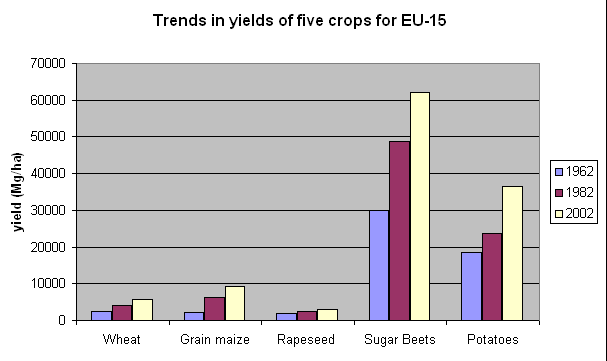 Trends in yields of five crops for EU-15
yield (Mg/ha)
70000
60000
50000
40000
30000
20000
10000
0
Wheat
Grain maize
Rapeseed
Sugar Beets
Potatoes
1962
1982
2002